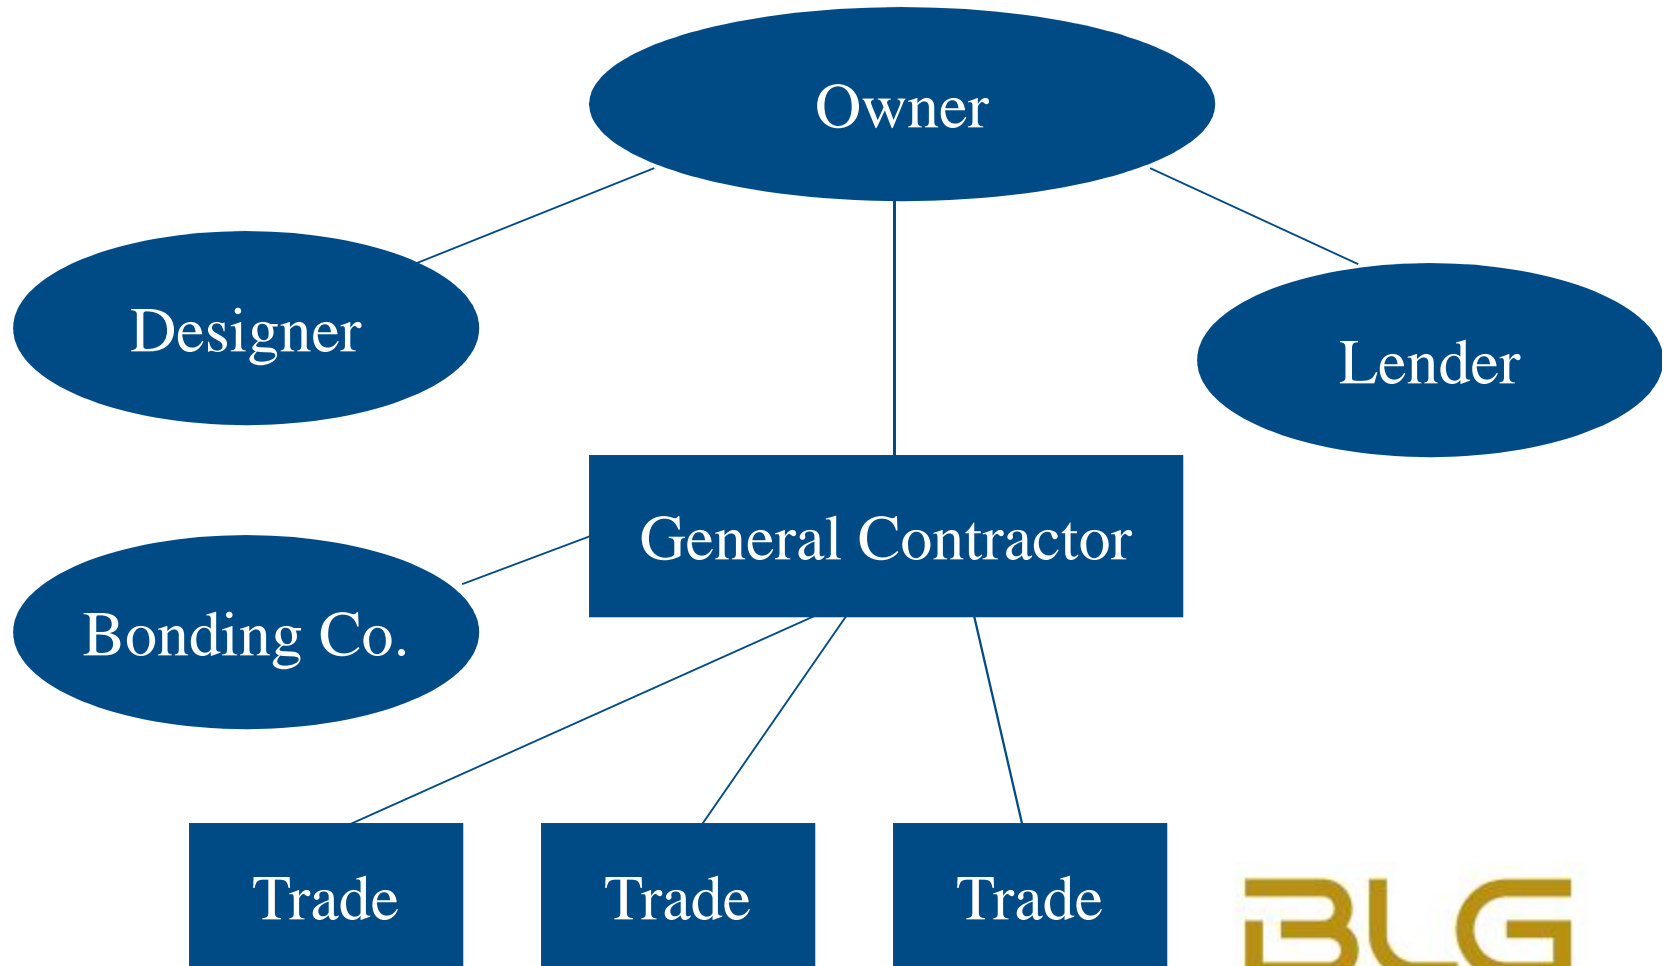 Owner
Designer
Lender
General Contractor
Bonding Co.
Trade
Trade
Trade
BLG